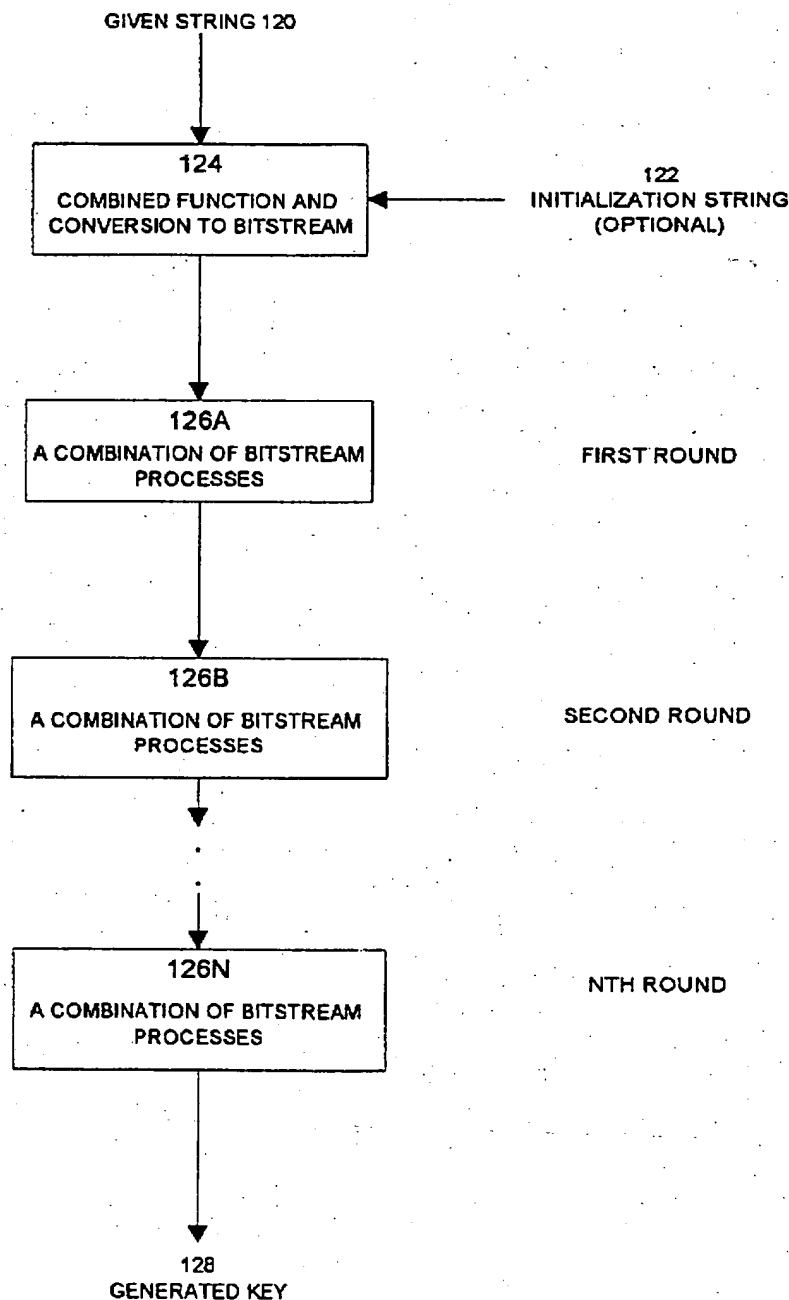 GIVEN STRING 120
124
COMBINED FUNCTION AND
CONVERSION TO BITSTREAM
122
INITIALIZATION STRING
(OPTIONAL)
126A
A COMBINATION OF BITSTREAM
PROCESSES
FIRST ROUND
126B
A COMBINATION OF BITSTREAM
PROCESSES
SECOND ROUND
126N
A COMBINATION OF BITSTREAM
PROCESSES
NTH ROUND
128
GENERATED KEY